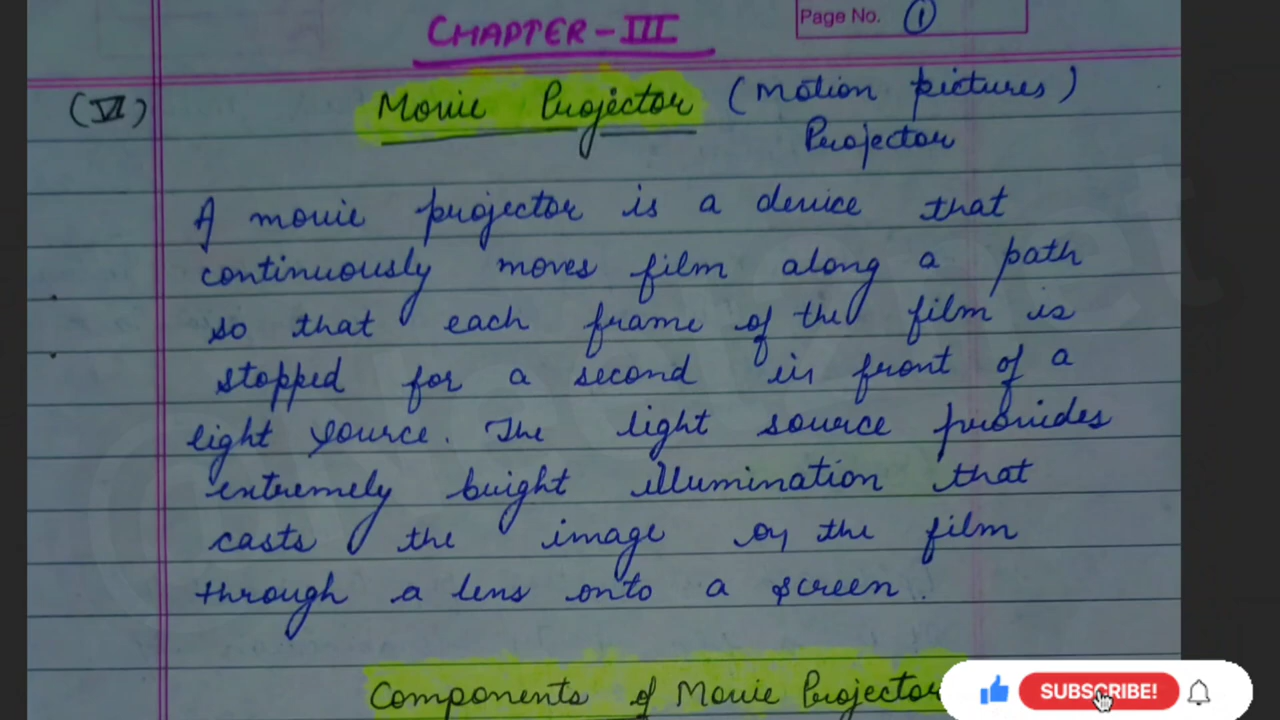 CHAPTER-III
Page No. 1
(VI)
Movie Projector (Motion pictures)
Projector
A movie projector is a device that
continuously moves film along a path
so that each frame of the film is
stopped for a second in front of a
light source. The light source provides
extremely bright illumination that
casts the image on the film
through a lens onto a screen.
Components of Movie Projector
SUBSCRIBE!